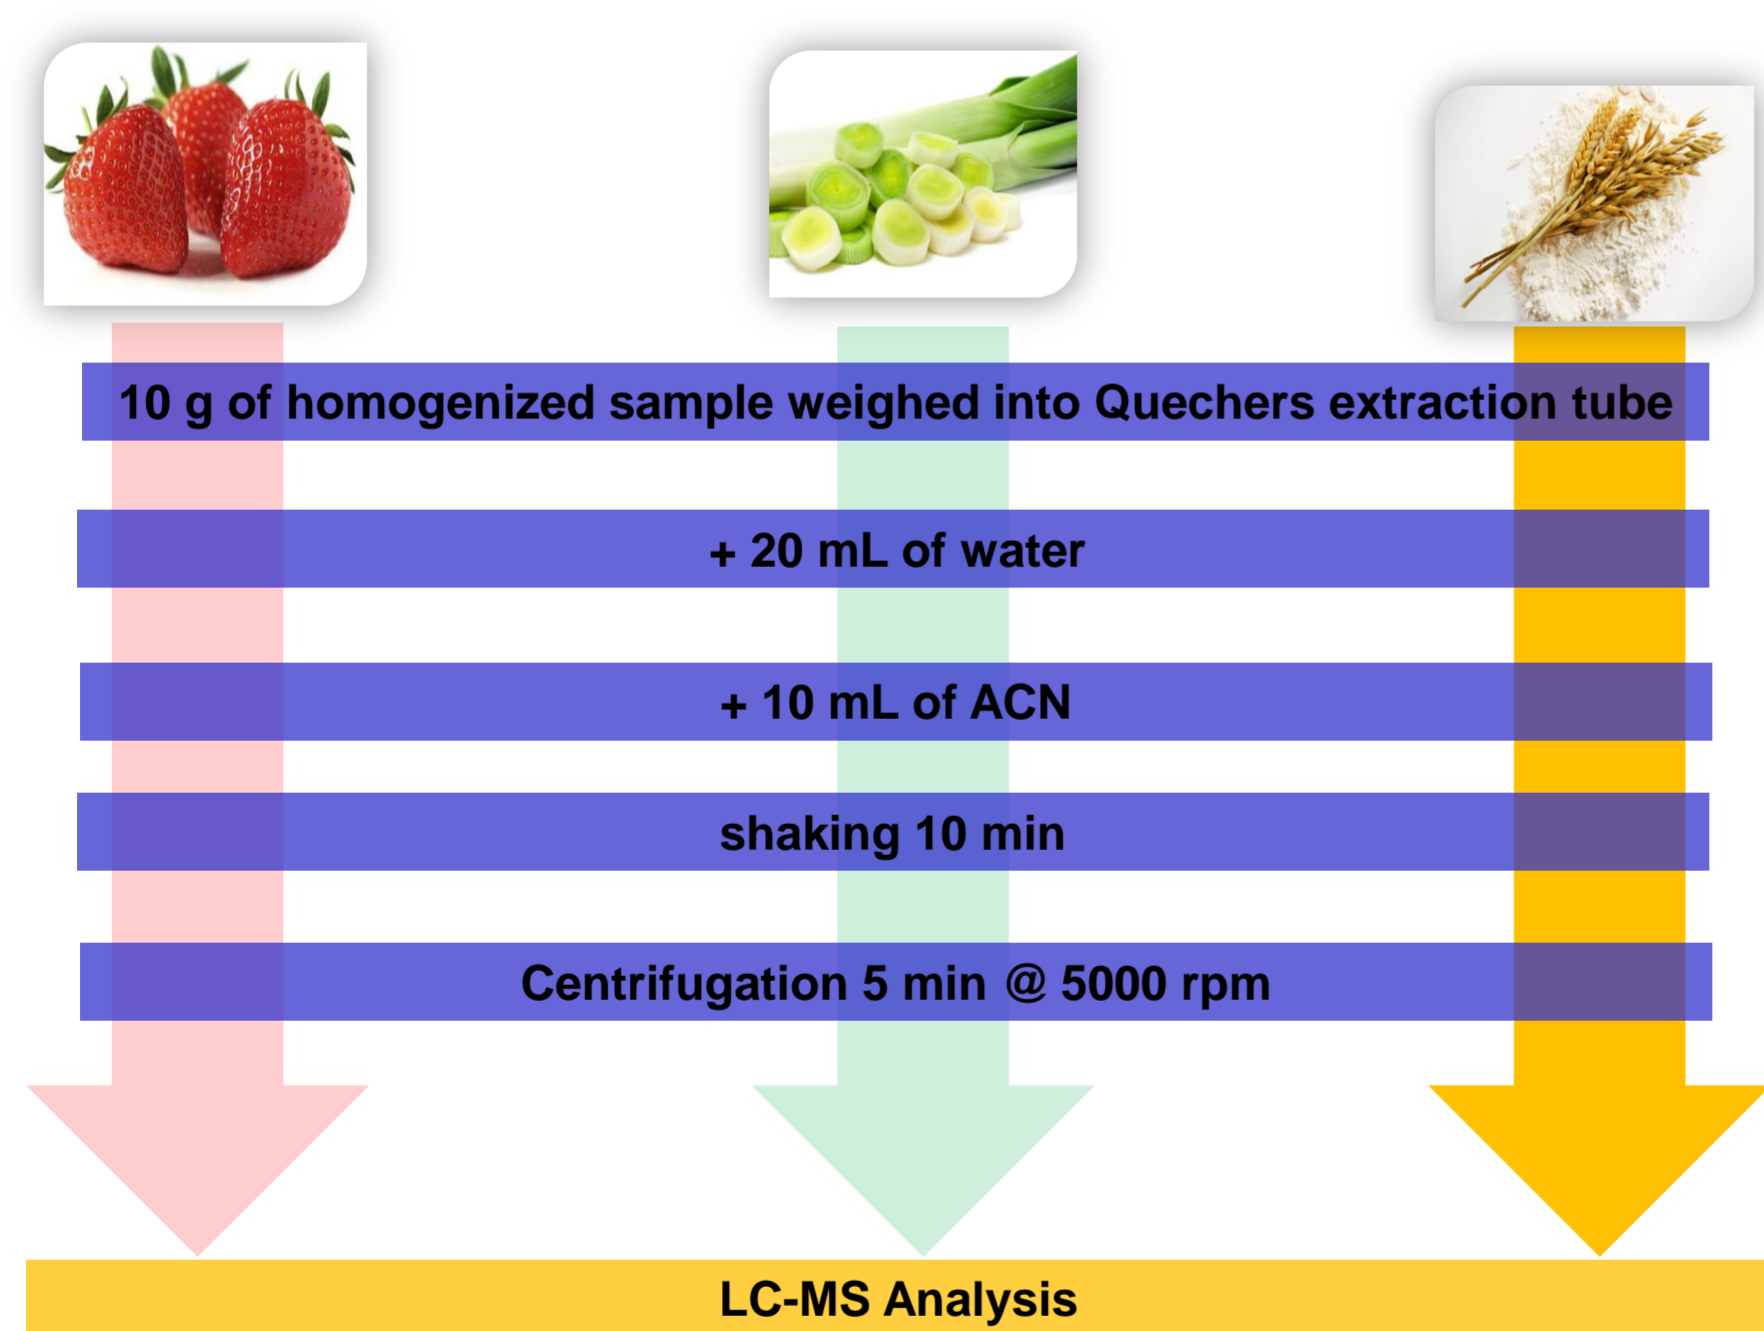 10 g of homogenized sample weighed into Quechers extraction tube
+ 20 mL of water
+ 10 mL of ACN
shaking 10 min
Centrifugation 5 min @ 5000 rpm
LC-MS Analysis